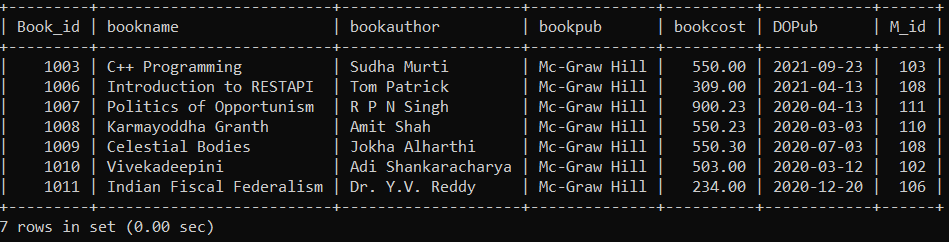 | Book_id | bookname | bookauthor | bookpub | bookcost | DOPub | M_id |
| 1003 | C++ Programming | Sudha Murti | Mc-Graw Hill | 550.00 | 2021-09-23 | 103 |
| 1006 | Introduction to RESTAPI | Tom Patrick | Mc-Graw Hill | 309.00 | 2021-04-13 | 108 |
| 1007 | Politics of Opportunism | R P N Singh | Mc-Graw Hill | 900.23 | 2020-04-13 | 111 |
| 1008 | Karmayoddha Granth | Amit Shah | Mc-Graw Hill | 550.23 | 2020-03-03 | 110 |
| 1009 | Celestial Bodies | Jokha Alharthi | Mc-Graw Hill | 550.30 | 2020-07-03 | 108 |
| 1010 | Vivekadeepini | Adi Shankaracharya | Mc-Graw Hill | 503.00 | 2020-03-12 | 102 |
| 1011 | Indian Fiscal Federalism | Dr. Y.V. Reddy | Mc-Graw Hill | 234.00 | 2020-12-20 | 106 |
7 rows in set (0.00 sec)